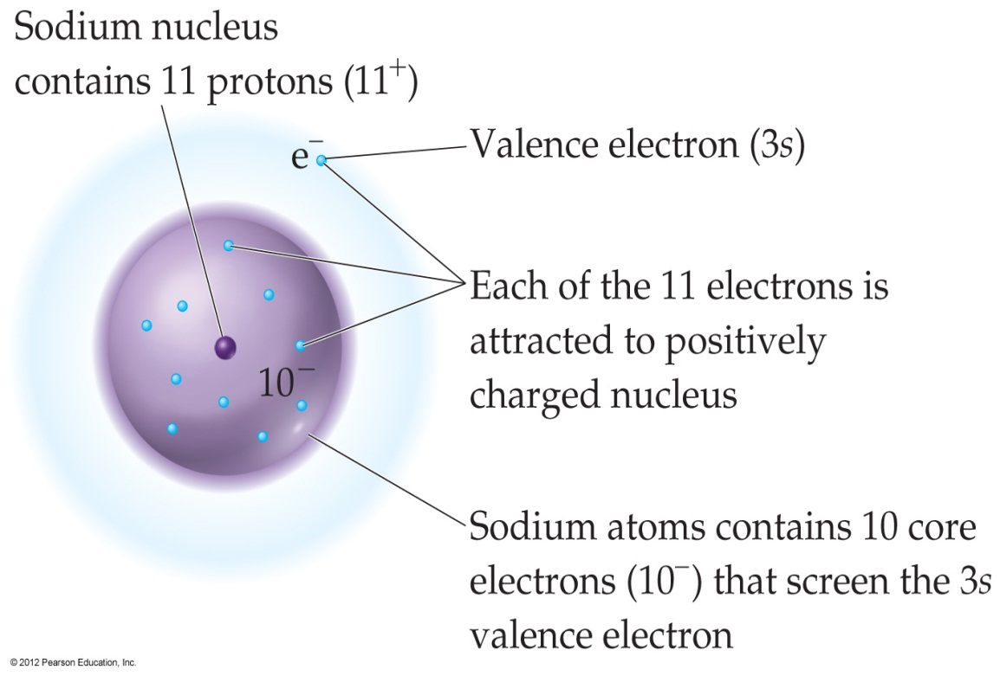 Sodium nucleus
contains 11 protons (11⁺)
e⁻
Valence electron (3s)
Each of the 11 electrons is
attracted to positively
charged nucleus
10⁻
Sodium atoms contains 10 core
electrons (10⁻) that screen the 3s
valence electron
© 2012 Pearson Education, Inc.